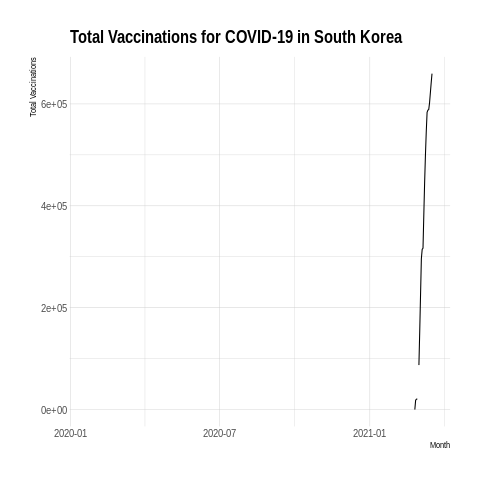 Total Vaccinations for COVID-19 in South Korea
Total Vaccinations
6e+05
4e+05
2e+05
0e+00
2020-01 2020-07 2021-01
Month